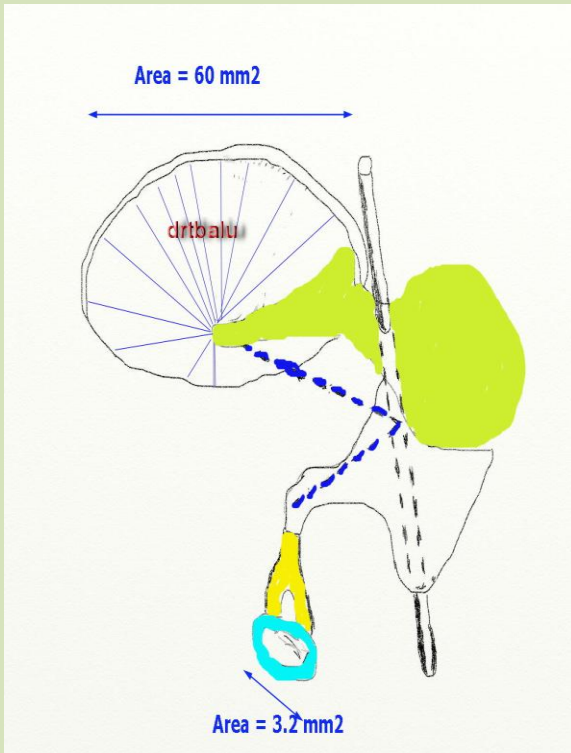 Area = 60 mm2
drtbalu
Area = 3.2 mm2